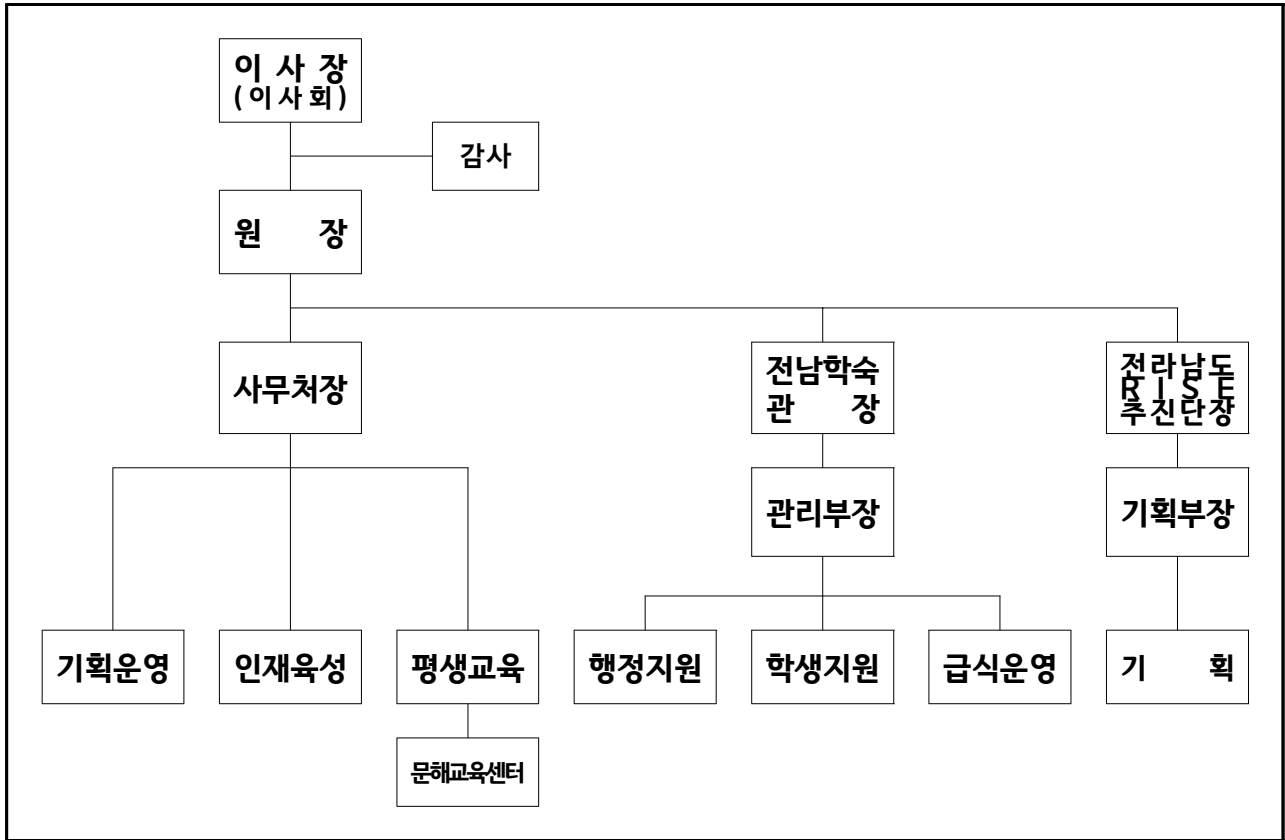 이 사 장
( 이 사 회 )
감사
원 장
사무처장
전남학숙
관 장
전라남도
R I S E
추진단장
관리부장
기획부장
기획운영
인재육성
평생교육
행정지원
학생지원
급식운영
기 획
문해교육센터